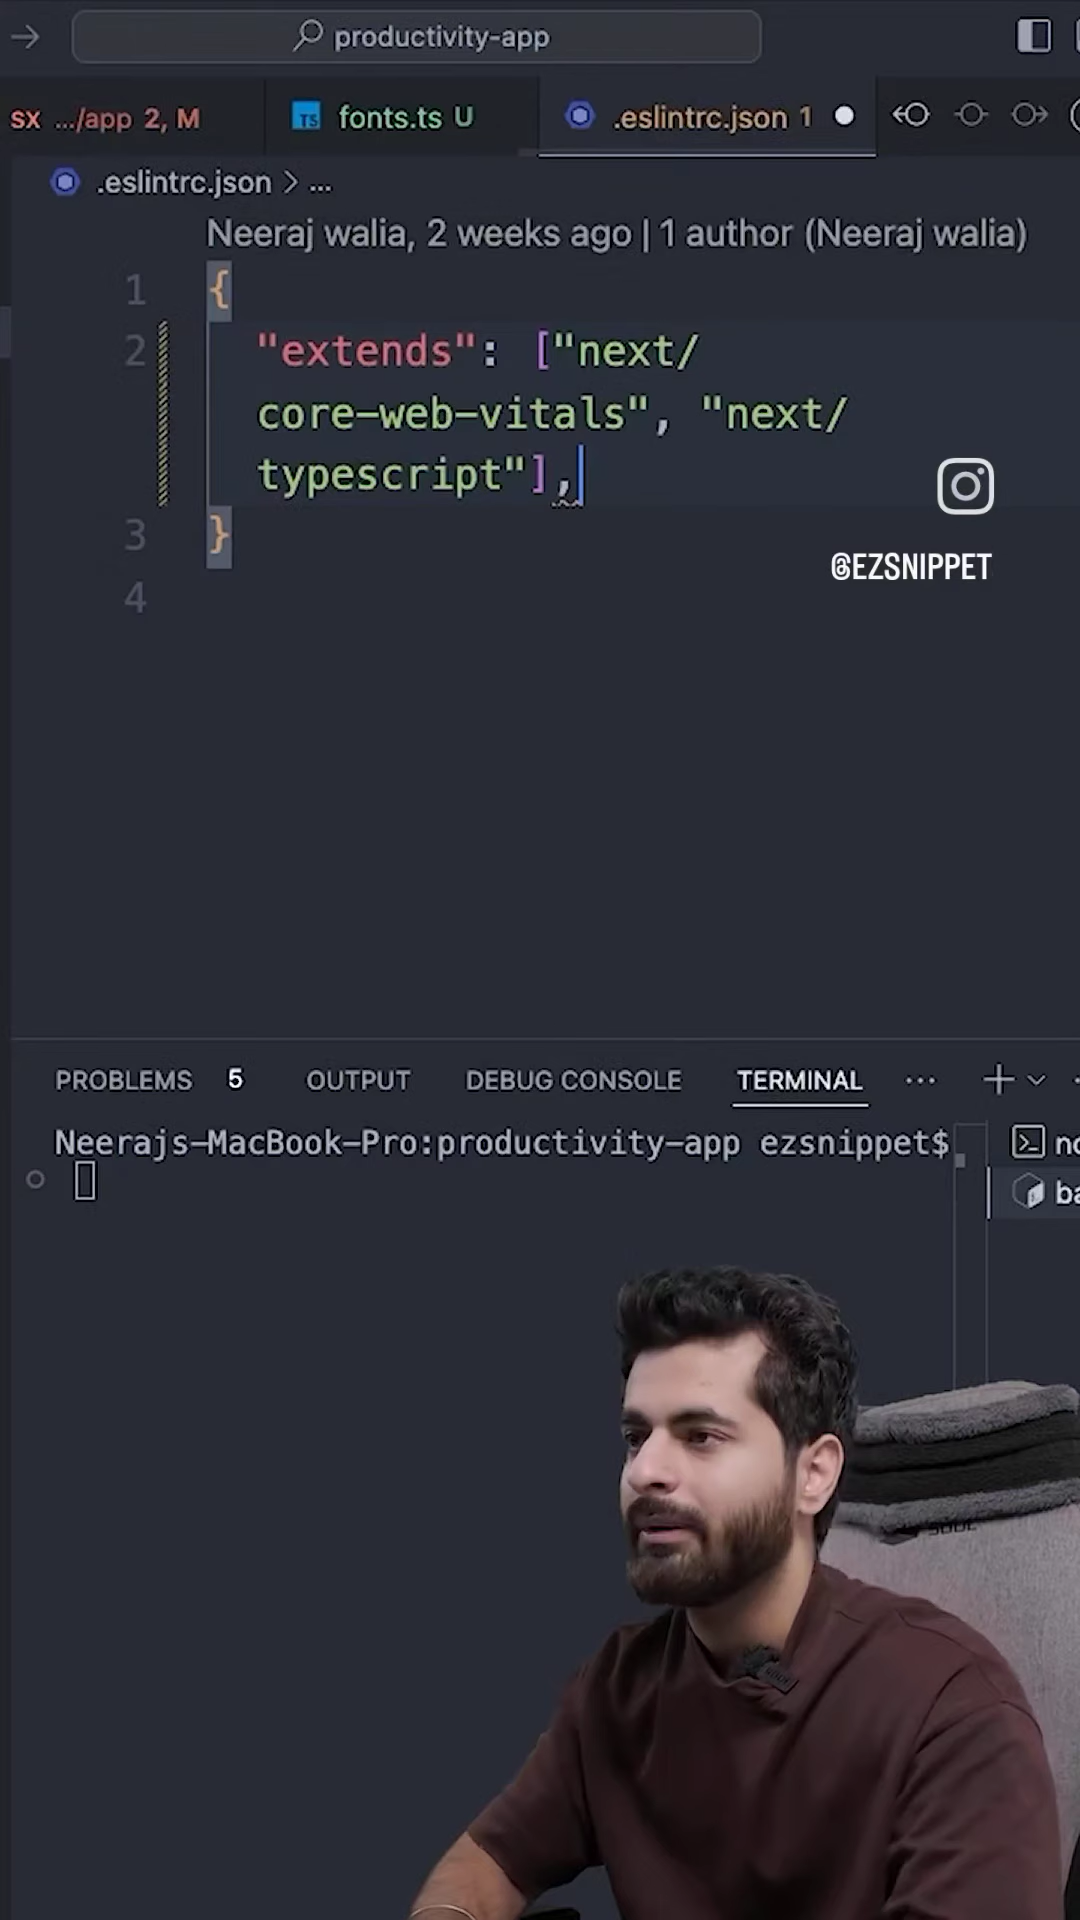 productivity-app
sx .../app 2, M
fonts.ts U
.eslintrc.json 1
.eslintrc.json > ...
Neeraj walia, 2 weeks ago | 1 author (Neeraj walia)
1 {
2 "extends": ["next/
core-web-vitals", "next/
typescript"],
3 }
4
@EZSNIPPET
PROBLEMS 5 OUTPUT DEBUG CONSOLE TERMINAL ...
Neerajs-MacBook-Pro:productivity-app ezsnippet$